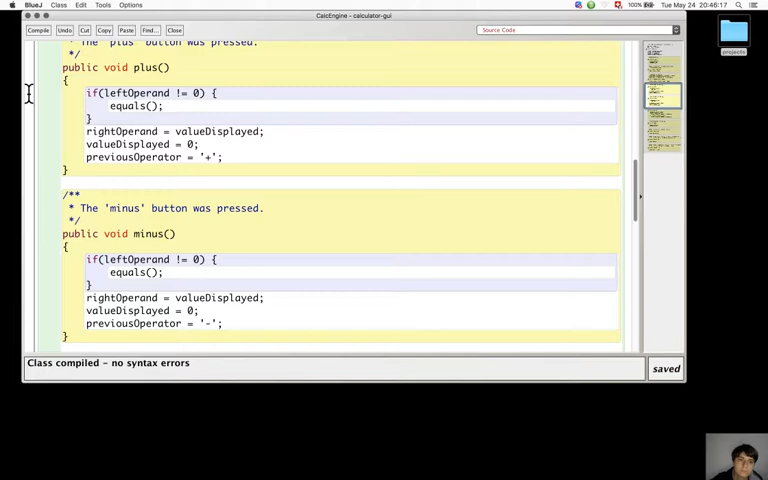 BlueJ Class Edit Tools Options 100% Tue May 24 20:46:17
CalcEngine - calculator-gui
Compile Undo Cut Copy Paste Find... Close Source Code
* The 'plus' button was pressed.
*/
public void plus()
{
if(leftOperand != 0) {
equals();
}
rightOperand = valueDisplayed;
valueDisplayed = 0;
previousOperator = '+';
}
/**
* The 'minus' button was pressed.
*/
public void minus()
{
if(leftOperand != 0) {
equals();
}
rightOperand = valueDisplayed;
valueDisplayed = 0;
previousOperator = '-';
}
Class compiled - no syntax errors
saved
projects